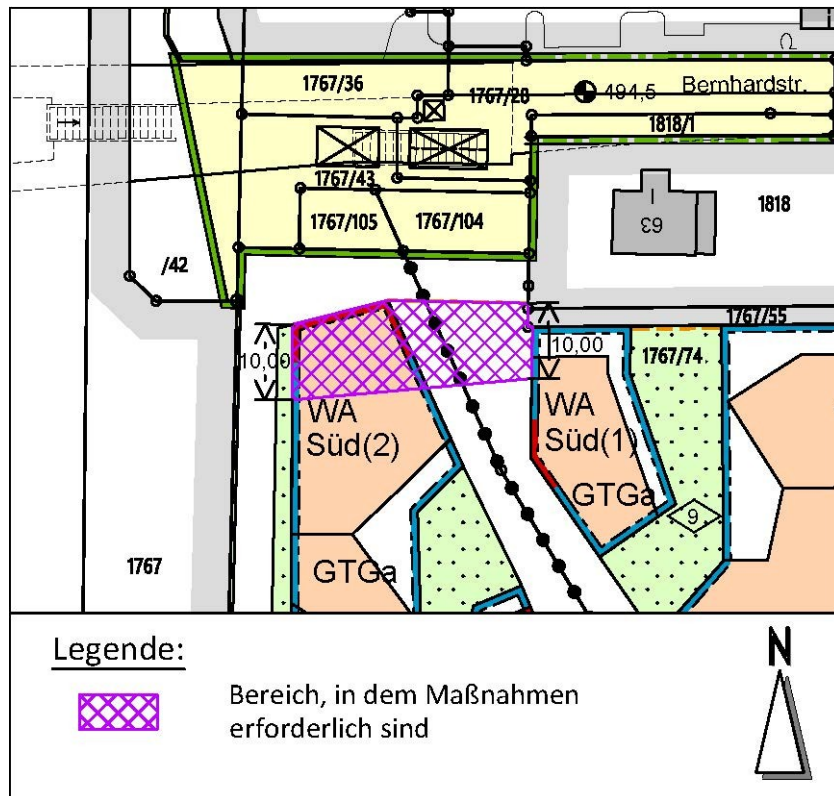 1767/36
1767/28
494,5
Bernhardstr.
1818/1
1767/43
1767/105
1767/104
/42
63
1818
1767/55
10,00
10,00
1767/74
WA
Süd(2)
WA
Süd(1)
GTGa
9
GTGa
1767
Legende:
Bereich, in dem Maßnahmen
erforderlich sind
N